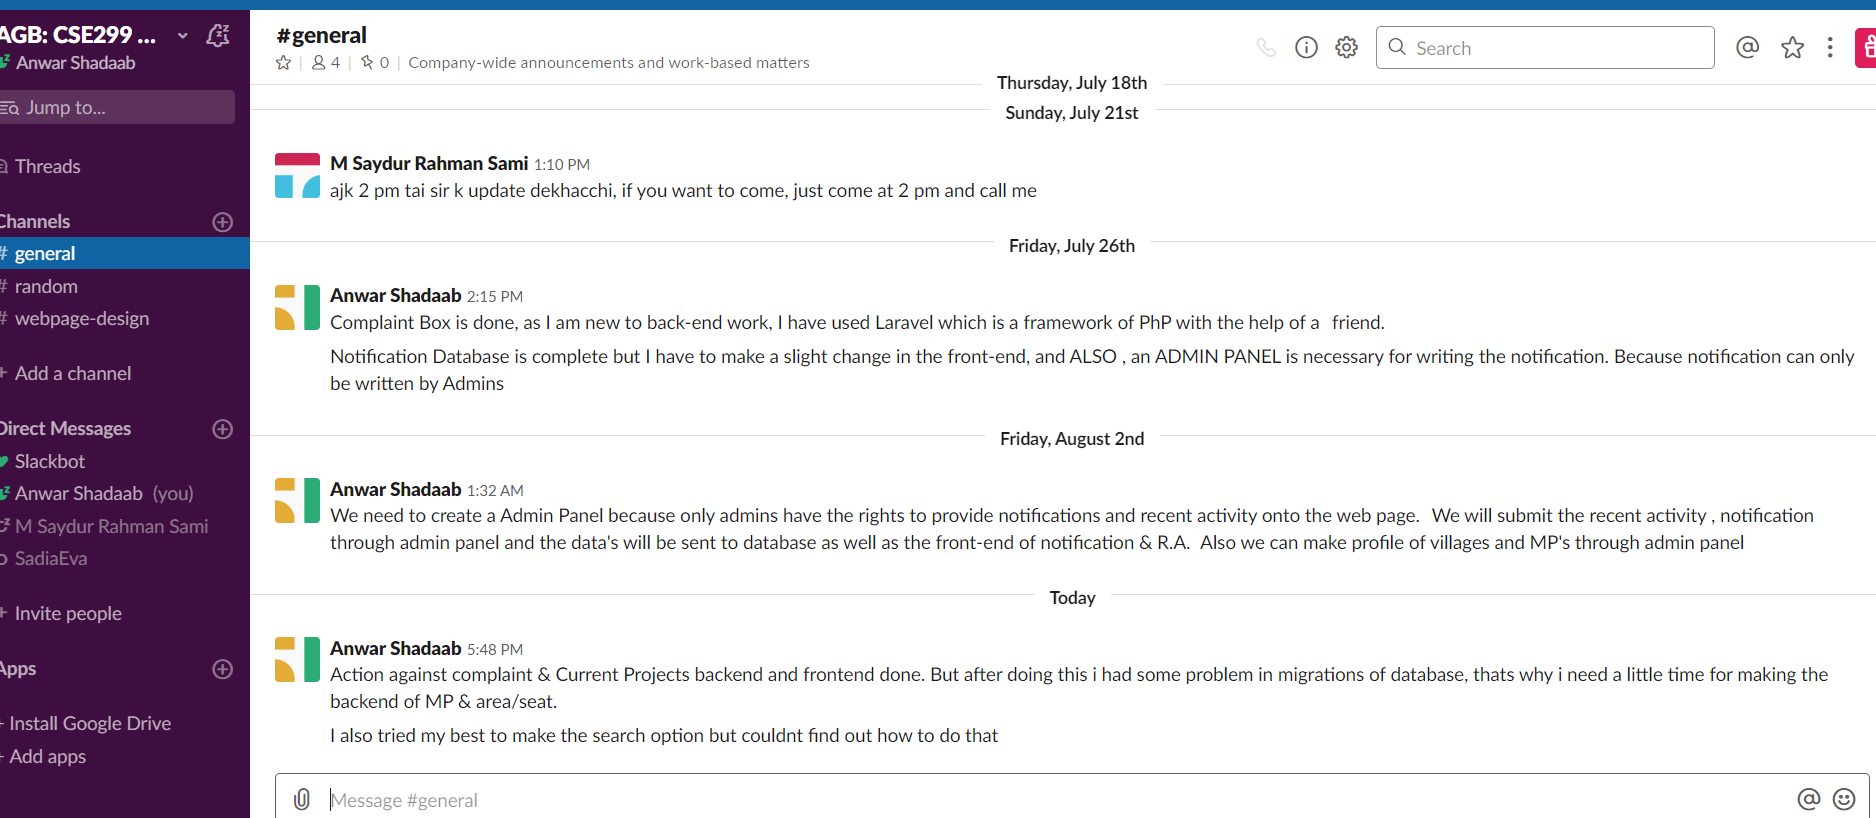 AGB: CSE299 ...
Anwar Shadaab
Jump to...
Threads
Channels
# general
# random
# webpage-design
+ Add a channel
Direct Messages
Slackbot
Anwar Shadaab (you)
M Saydur Rahman Sami
SadiaEva
+ Invite people
Apps
+ Install Google Drive
+ Add apps
#general
4 | 0 | Company-wide announcements and work-based matters
Search
Thursday, July 18th
Sunday, July 21st
M Saydur Rahman Sami 1:10 PM
ajk 2 pm tai sir k update dekhacchi, if you want to come, just come at 2 pm and call me
Friday, July 26th
Anwar Shadaab 2:15 PM
Complaint Box is done, as I am new to back-end work, I have used Laravel which is a framework of PhP with the help of a friend.
Notification Database is complete but I have to make a slight change in the front-end, and ALSO , an ADMIN PANEL is necessary for writing the notification. Because notification can only
be written by Admins
Friday, August 2nd
Anwar Shadaab 1:32 AM
We need to create a Admin Panel because only admins have the rights to provide notifications and recent activity onto the web page. We will submit the recent activity , notification
through admin panel and the data's will be sent to database as well as the front-end of notification & R.A. Also we can make profile of villages and MP's through admin panel
Today
Anwar Shadaab 5:48 PM
Action against complaint & Current Projects backend and frontend done. But after doing this i had some problem in migrations of database, thats why i need a little time for making the
backend of MP & area/seat.
I also tried my best to make the search option but couldnt find out how to do that
Message #general